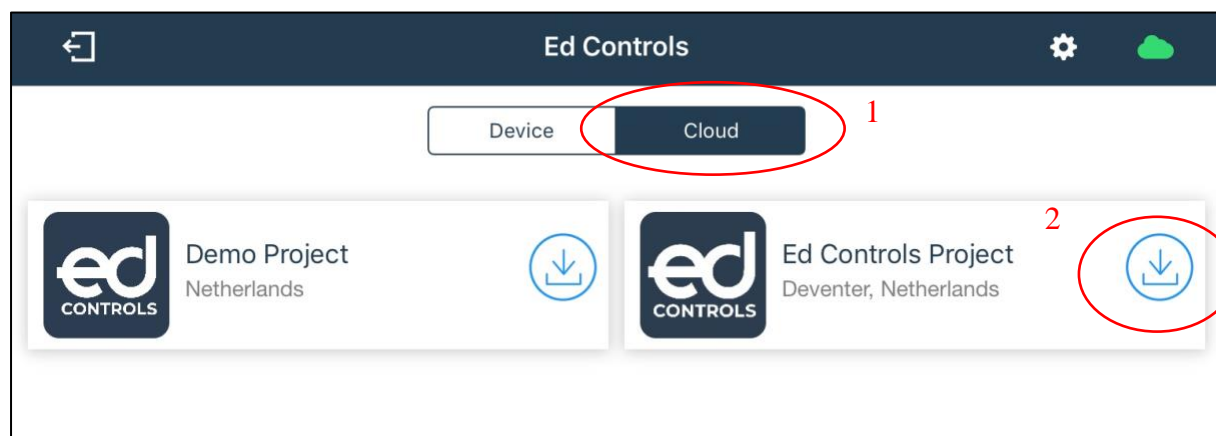 Ed Controls
Device
Cloud
1
ed
CONTROLS
Demo Project
Netherlands
ed
CONTROLS
Ed Controls Project
Deventer, Netherlands
2